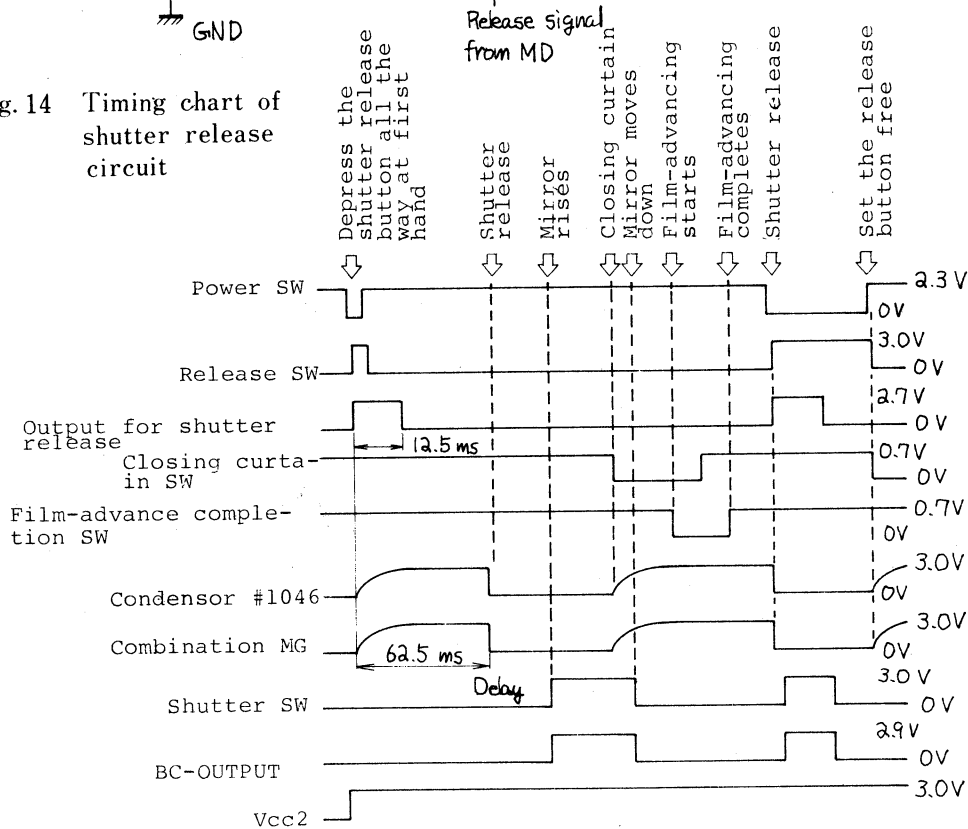 GND
Release signal
from MD
g. 14 Timing chart of
shutter release
circuit
Depress the
shutter release
button all the
way at first
hand
Shutter
release
Mirror
rises
Closing curtain
Mirror moves
down
Film-advancing
starts
Film-advancing
completes
Shutter release
Set the release
button free
Power SW
2.3 V
0V
Release SW
3.0V
0V
Output for shutter
release
2.7 V
0V
12.5 ms
Closing curta-
in SW
0.7V
0V
Film-advance comple-
tion SW
0.7V
0V
Condensor #1046
3.0V
0V
Combination MG
3.0V
0V
62.5 ms
Delay
Shutter SW
3.0 V
0V
BC-OUTPUT
2.9 V
0V
Vcc2
3.0V